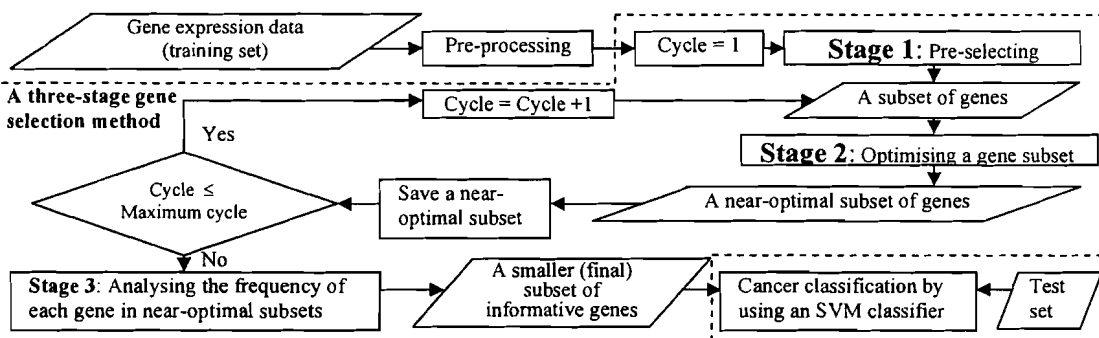 Gene expression data
(training set)
Pre-processing
Cycle = 1
Stage 1: Pre-selecting
A three-stage gene
selection method
Cycle = Cycle +1
A subset of genes
Yes
Stage 2: Optimising a gene subset
Cycle ≤
Maximum cycle
Save a near-
optimal subset
A near-optimal subset of genes
No
Stage 3: Analysing the frequency of
each gene in near-optimal subsets
A smaller (final)
subset of
informative genes
Cancer classification by
using an SVM classifier
Test
set